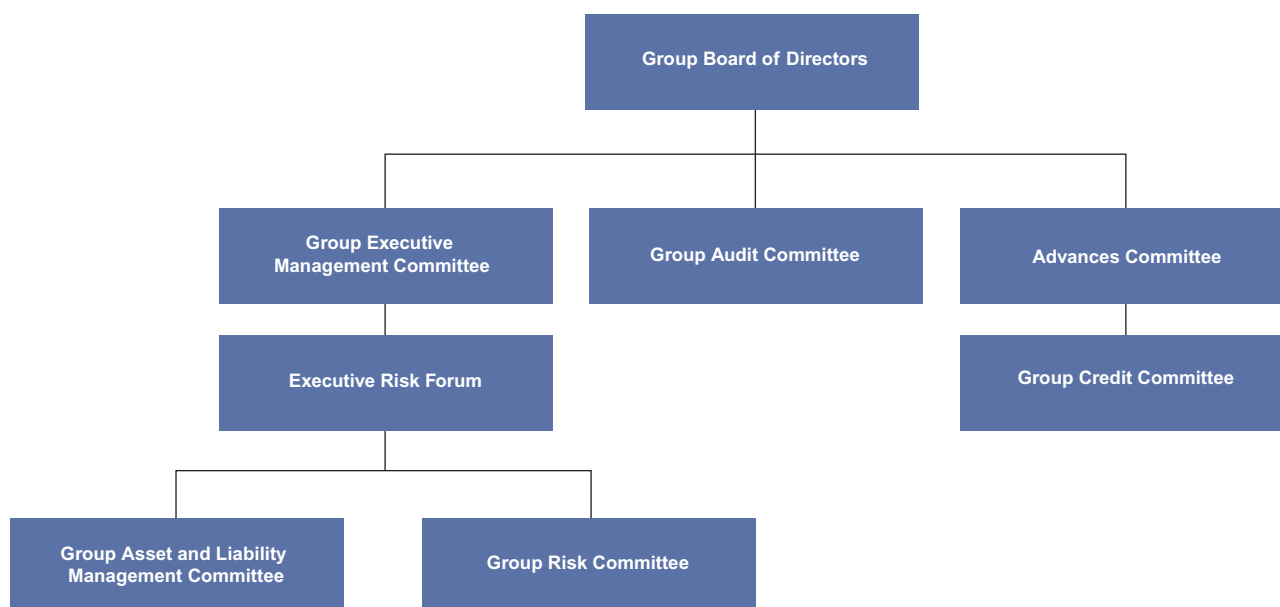 Group Board of Directors
Group Executive
Management Committee
Group Audit Committee
Advances Committee
Executive Risk Forum
Group Credit Committee
Group Asset and Liability
Management Committee
Group Risk Committee